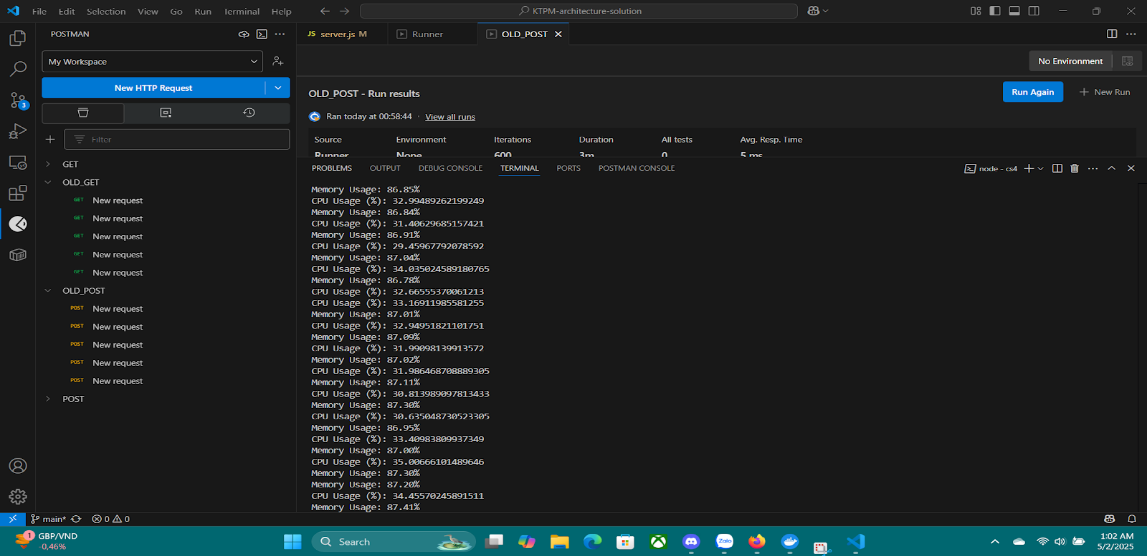 File Edit Selection View Go Run Terminal Help
KTPM-architecture-solution
POSTMAN
JS server.js M
Runner
OLD_POST
My Workspace
No Environment
New HTTP Request
OLD_POST - Run results
Run Again
New Run
Ran today at 00:58:44 · View all runs
Filter
Source Environment Iterations Duration All tests Avg. Resp. Time
Runner None 600 3m 0 5 ms
GET
OLD_GET
GET New request
GET New request
GET New request
GET New request
GET New request
OLD_POST
POST New request
POST New request
POST New request
POST New request
POST New request
POST
PROBLEMS OUTPUT DEBUG CONSOLE TERMINAL PORTS POSTMAN CONSOLE
node - cs4
Memory Usage: 86.85%
CPU Usage (%): 32.99489262199249
Memory Usage: 86.84%
CPU Usage (%): 31.40629685157421
Memory Usage: 86.91%
CPU Usage (%): 29.45967792078592
Memory Usage: 87.04%
CPU Usage (%): 34.035024589180765
Memory Usage: 86.78%
CPU Usage (%): 32.66555370061213
CPU Usage (%): 33.16911985581255
Memory Usage: 87.01%
CPU Usage (%): 32.94951821101751
Memory Usage: 87.09%
CPU Usage (%): 31.99098139913572
Memory Usage: 87.02%
CPU Usage (%): 31.986468708889305
Memory Usage: 87.11%
CPU Usage (%): 30.813989097813433
Memory Usage: 87.30%
CPU Usage (%): 30.635048730523305
Memory Usage: 86.95%
CPU Usage (%): 33.40983809937349
Memory Usage: 87.00%
CPU Usage (%): 35.00666101489646
Memory Usage: 87.30%
Memory Usage: 87.20%
CPU Usage (%): 34.45570245891511
Memory Usage: 87.41%
3
main*
0 0
1
GBP/VND
-0,46%
Search
Zalo
1:02 AM
5/2/2025